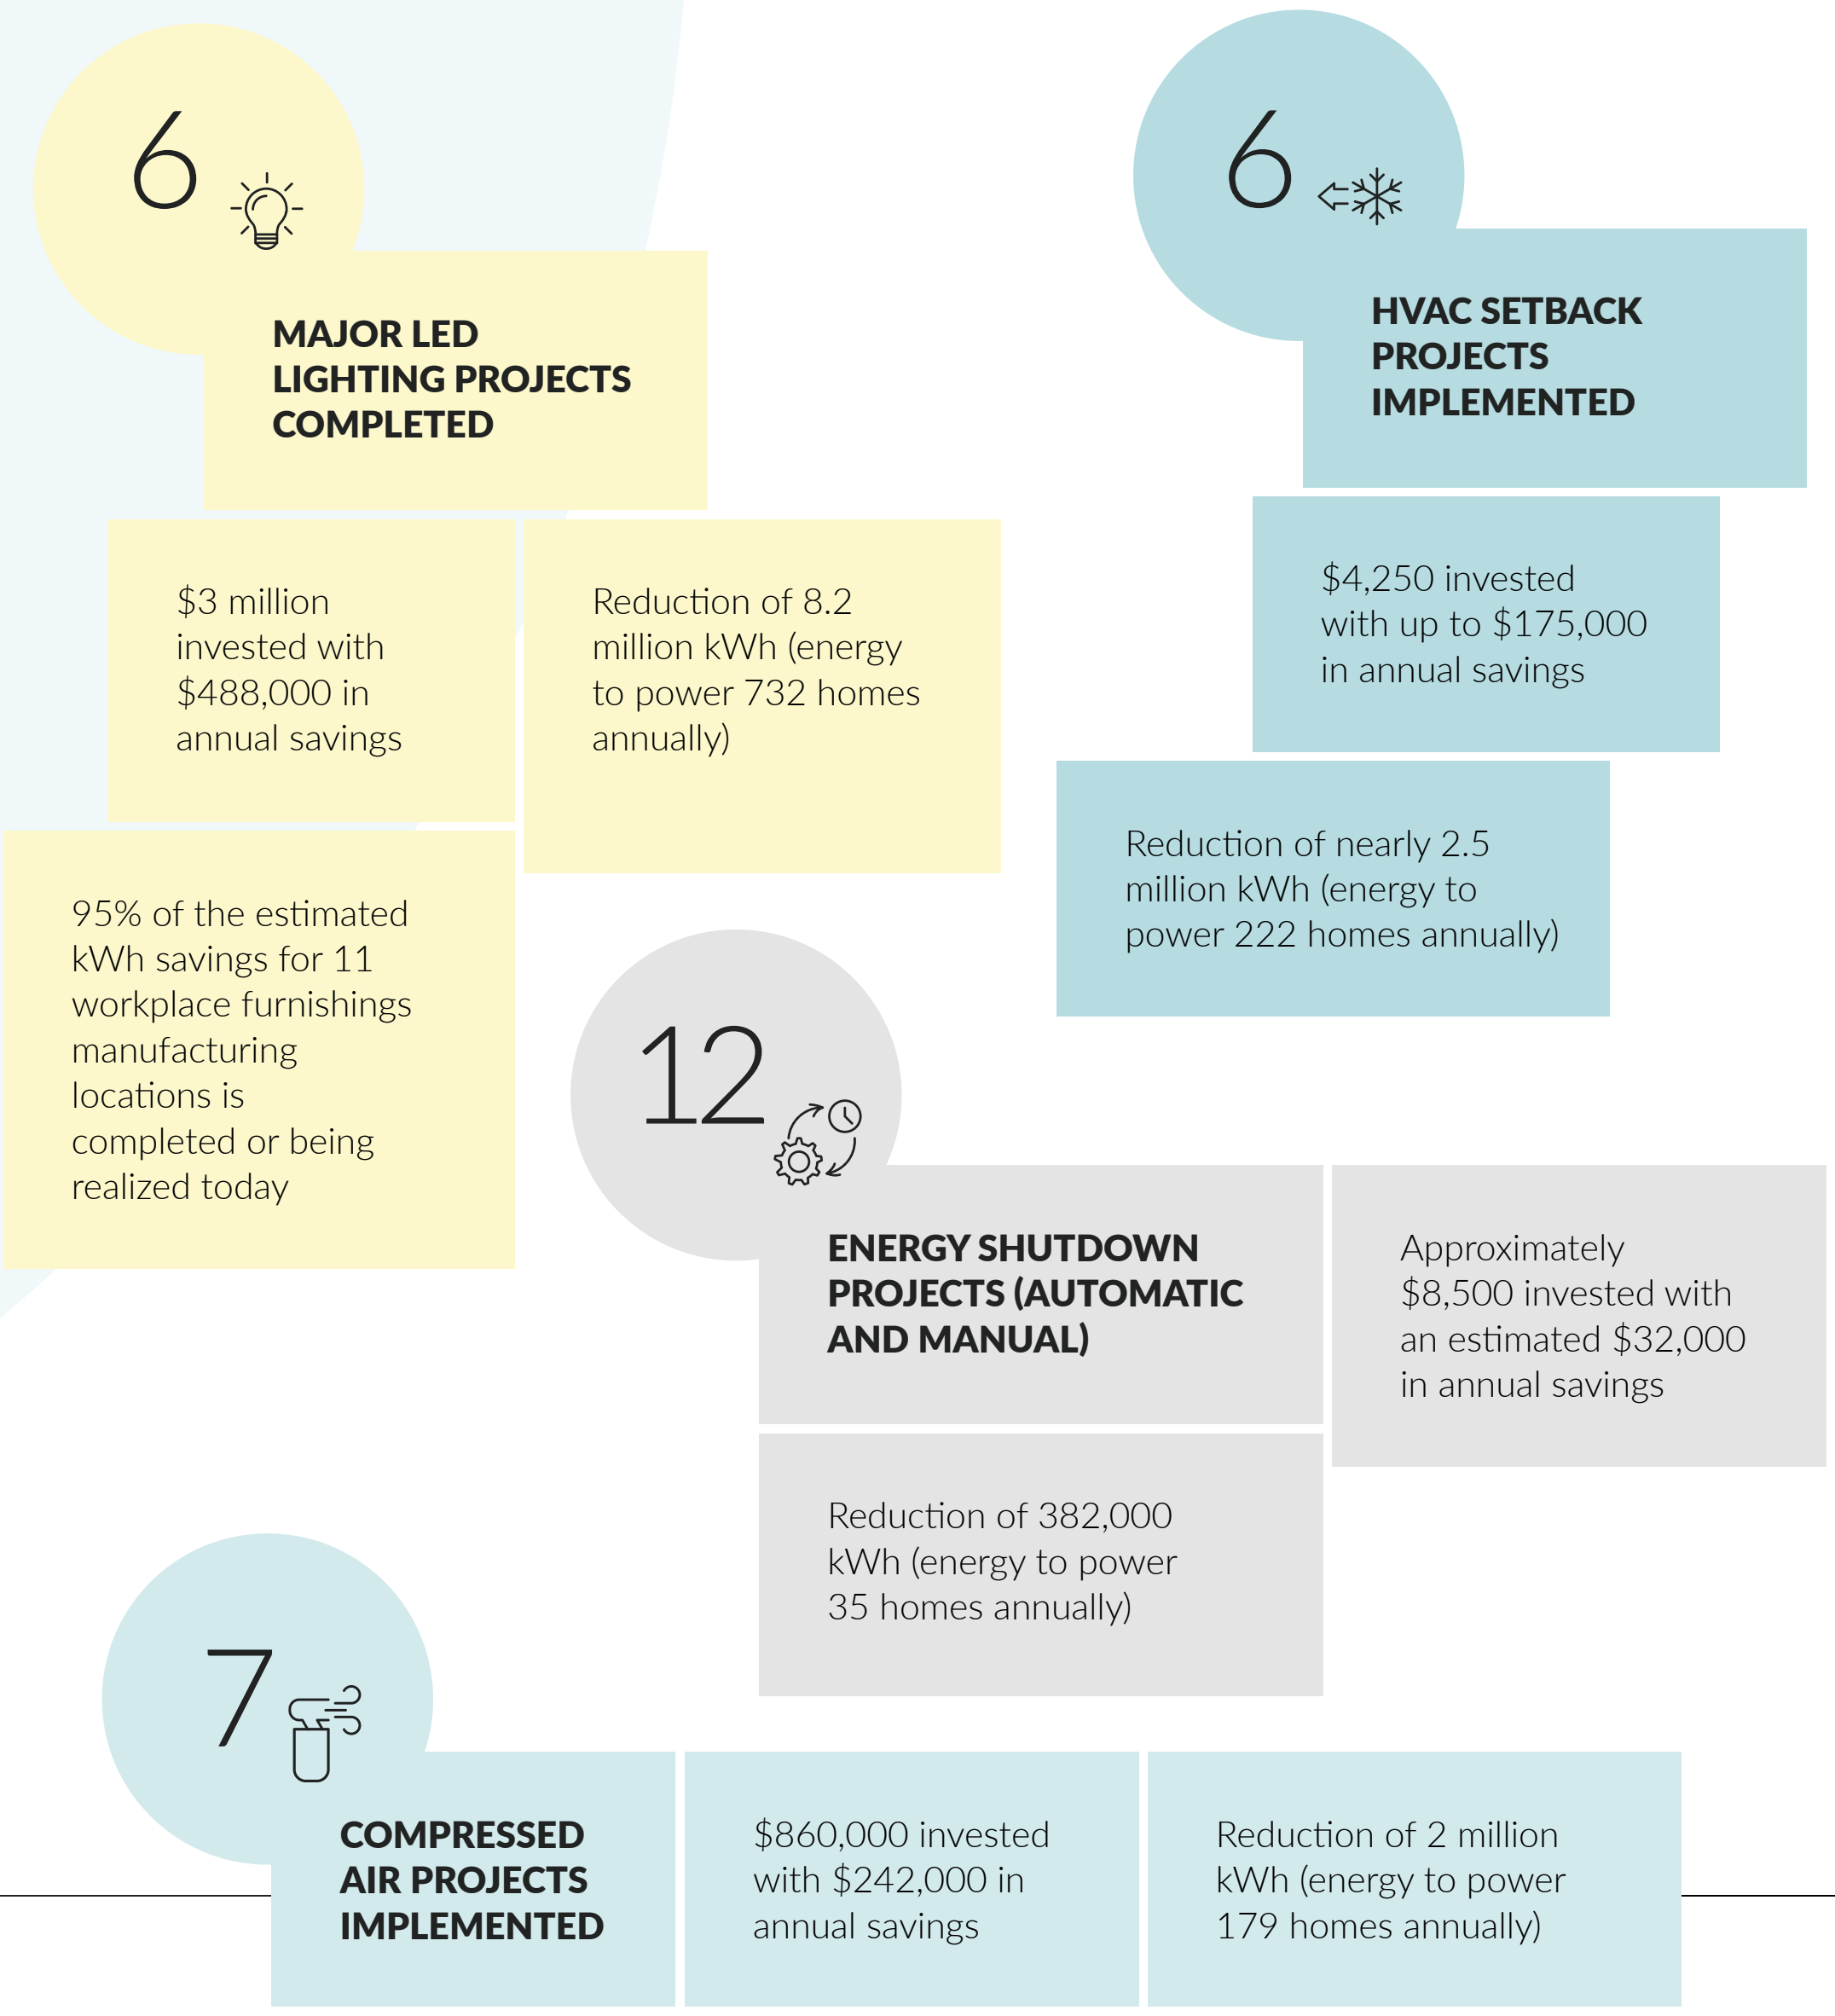 6
MAJOR LED
LIGHTING PROJECTS
COMPLETED
$3 million
invested with
$488,000 in
annual savings
Reduction of 8.2
million kWh (energy
to power 732 homes
annually)
95% of the estimated
kWh savings for 11
workplace furnishings
manufacturing
locations is
completed or being
realized today
6
HVAC SETBACK
PROJECTS
IMPLEMENTED
$4,250 invested
with up to $175,000
in annual savings
Reduction of nearly 2.5
million kWh (energy to
power 222 homes annually)
12
ENERGY SHUTDOWN
PROJECTS (AUTOMATIC
AND MANUAL)
Approximately
$8,500 invested with
an estimated $32,000
in annual savings
Reduction of 382,000
kWh (energy to power
35 homes annually)
7
COMPRESSED
AIR PROJECTS
IMPLEMENTED
$860,000 invested
with $242,000 in
annual savings
Reduction of 2 million
kWh (energy to power
179 homes annually)